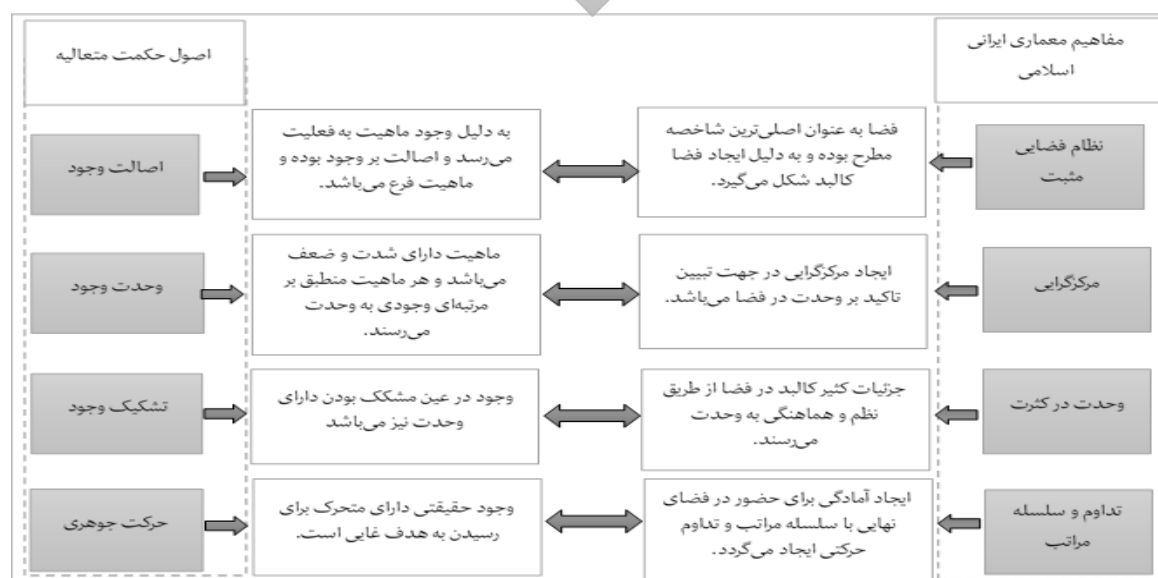 مفاهیم معماری ایرانی
اسلامی
اصول حکمت متعالیه
نظام فضایی
مثبت
فضا به عنوان اصلی‌ترین شاخصه
مطرح بوده و به دلیل ایجاد فضا
کالبد شکل می‌گیرد.
به دلیل وجود ماهیت به فعلیت
می‌رسد و اصالت بر وجود بوده و
ماهیت فرع می‌باشد.
اصالت وجود
مرکزگرایی
ایجاد مرکزگرایی در جهت تبیین
تاکید بر وحدت در فضا می‌باشد.
ماهیت دارای شدت و ضعف
می‌باشد و هر ماهیت منطبق بر
مرتبه‌ای وجودی به وحدت
می‌رسند.
وحدت وجود
وحدت در کثرت
جزئیات کثیر کالبد در فضا از طریق
نظم و هماهنگی به وحدت
می‌رسند.
وجود در عین مشکک بودن دارای
وحدت نیز می‌باشد
تشکیک وجود
تداوم و سلسله
مراتب
ایجاد آمادگی برای حضور در فضای
نهایی با سلسله مراتب و تداوم
حرکتی ایجاد می‌گردد.
وجود حقیقتی دارای متحرک برای
رسیدن به هدف غایی است.
حرکت جوهری